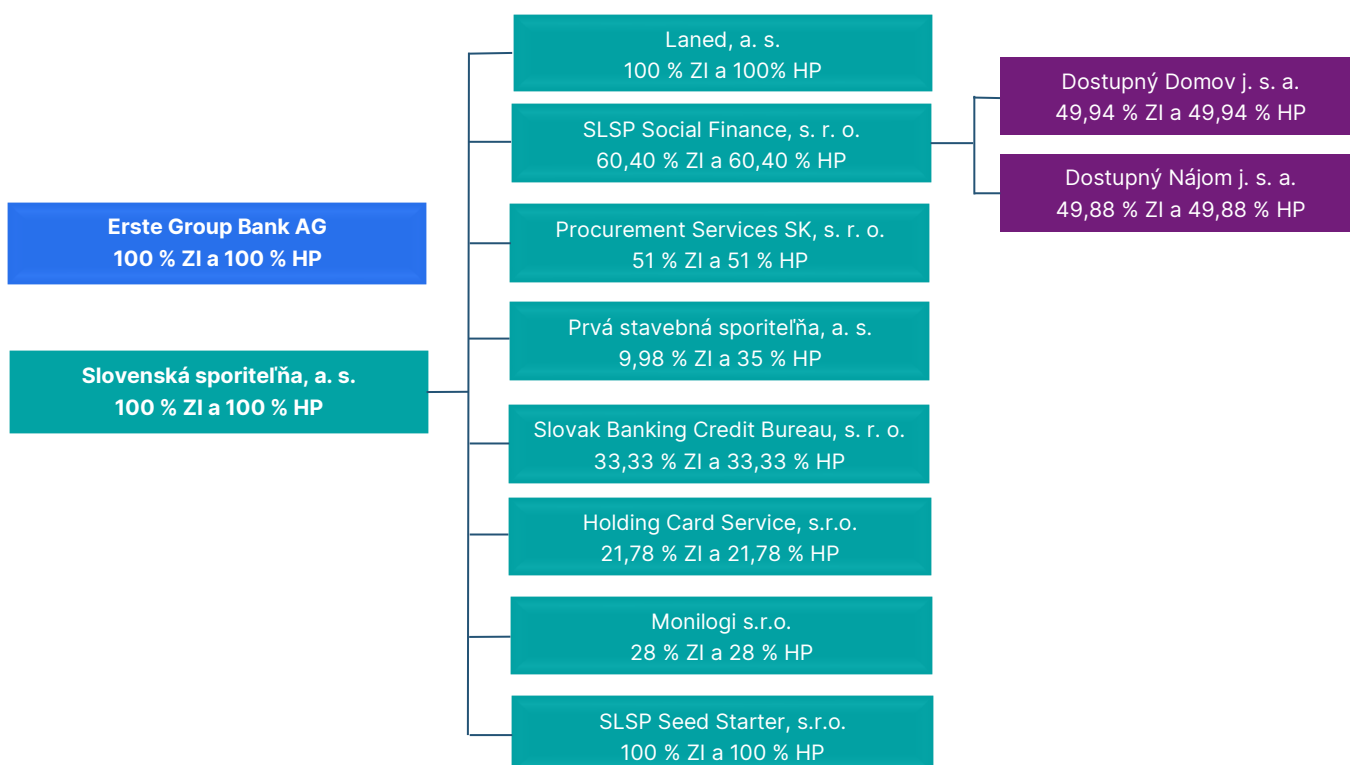 Erste Group Bank AG
100 % ZI a 100 % HP
Slovenská sporiteľňa, a. s.
100 % ZI a 100 % HP
Laned, a. s.
100 % ZI a 100% HP
SLSP Social Finance, s. r. o.
60,40 % ZI a 60,40 % HP
Procurement Services SK, s. r. o.
51 % ZI a 51 % HP
Prvá stavebná sporiteľňa, a. s.
9,98 % ZI a 35 % HP
Slovak Banking Credit Bureau, s. r. o.
33,33 % ZI a 33,33 % HP
Holding Card Service, s.r.o.
21,78 % ZI a 21,78 % HP
Monilogi s.r.o.
28 % ZI a 28 % HP
SLSP Seed Starter, s.r.o.
100 % ZI a 100 % HP
Dostupný Domov j. s. a.
49,94 % ZI a 49,94 % HP
Dostupný Nájom j. s. a.
49,88 % ZI a 49,88 % HP